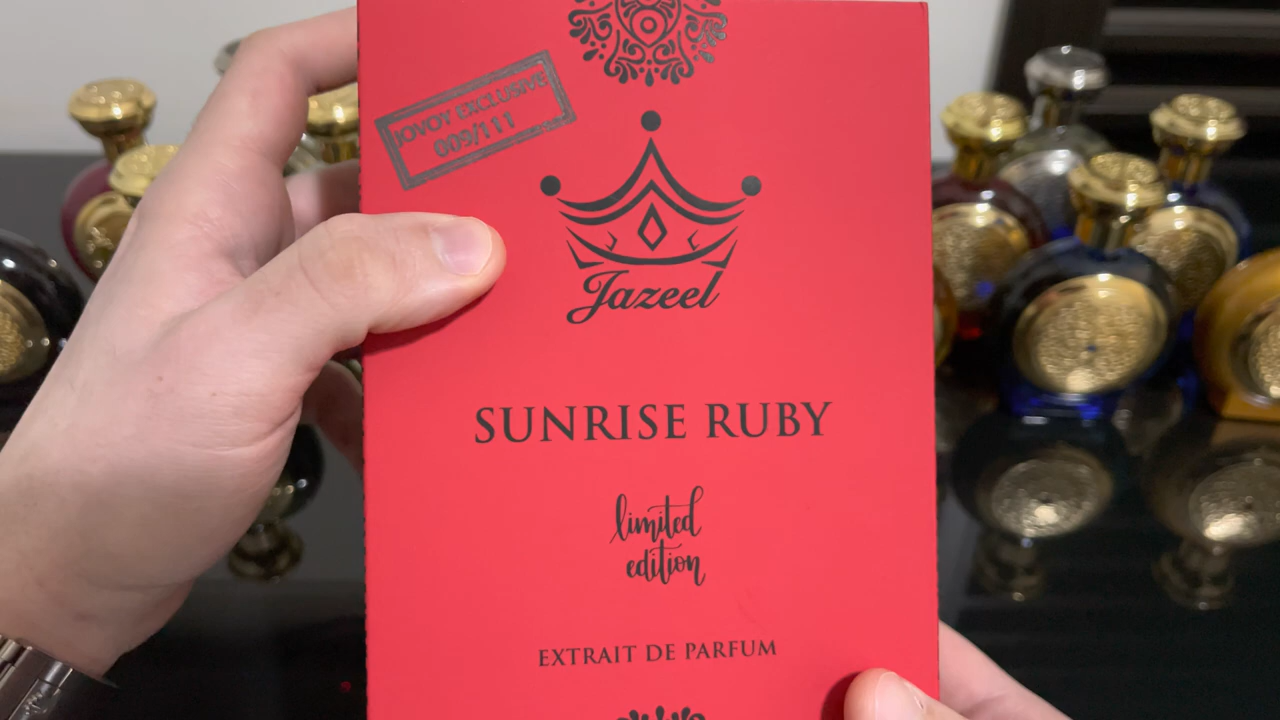 JOVOY EXCLUSIVE
009/111
Jazeel
SUNRISE RUBY
limited
edition
EXTRAIT DE PARFUM